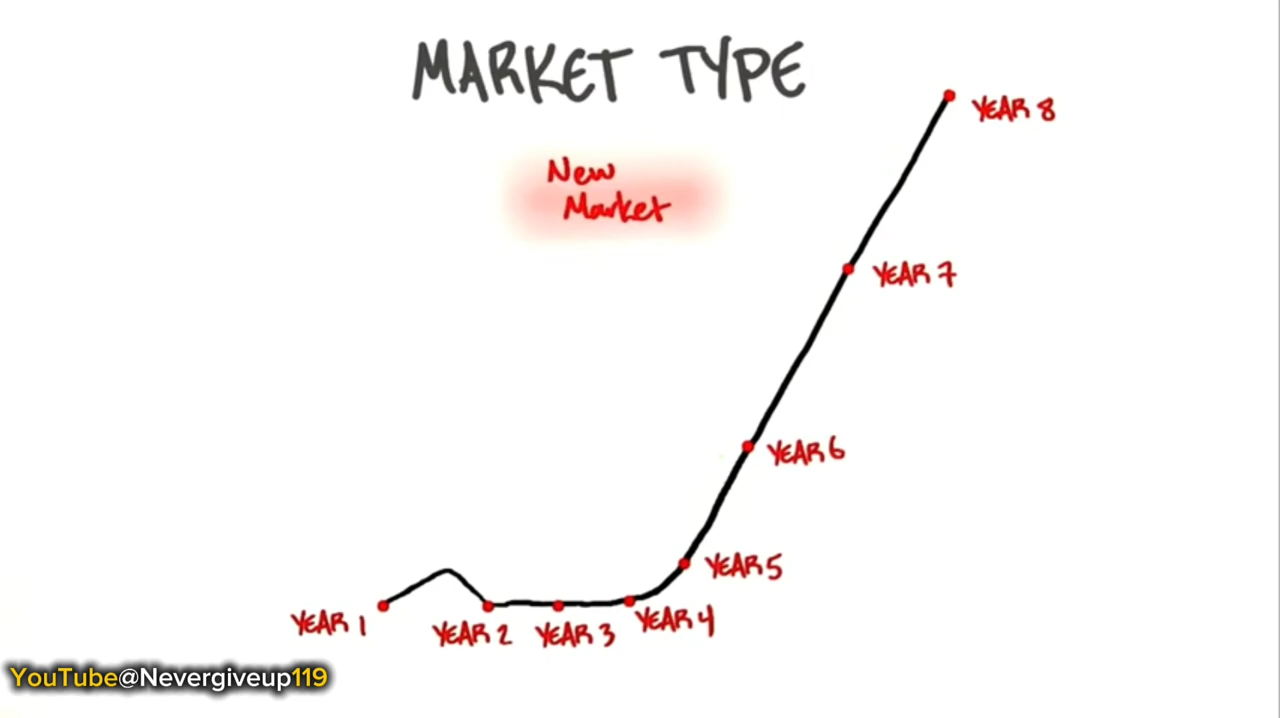 MARKET TYPE
New
Market
YEAR 8
YEAR 7
YEAR 6
YEAR 5
YEAR 1
YEAR 2
YEAR 3
YEAR 4
YouTube@Nevergiveup119